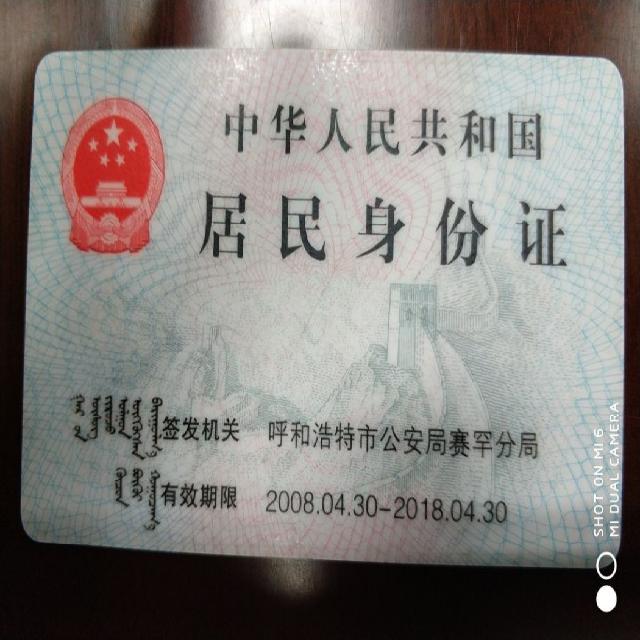 中华人民共和国
居民身份证
签发机关 呼和浩特市公安局赛罕分局
有效期限 2008.04.30-2018.04.30
SHOT ON MI 6
MI DUAL CAMERA